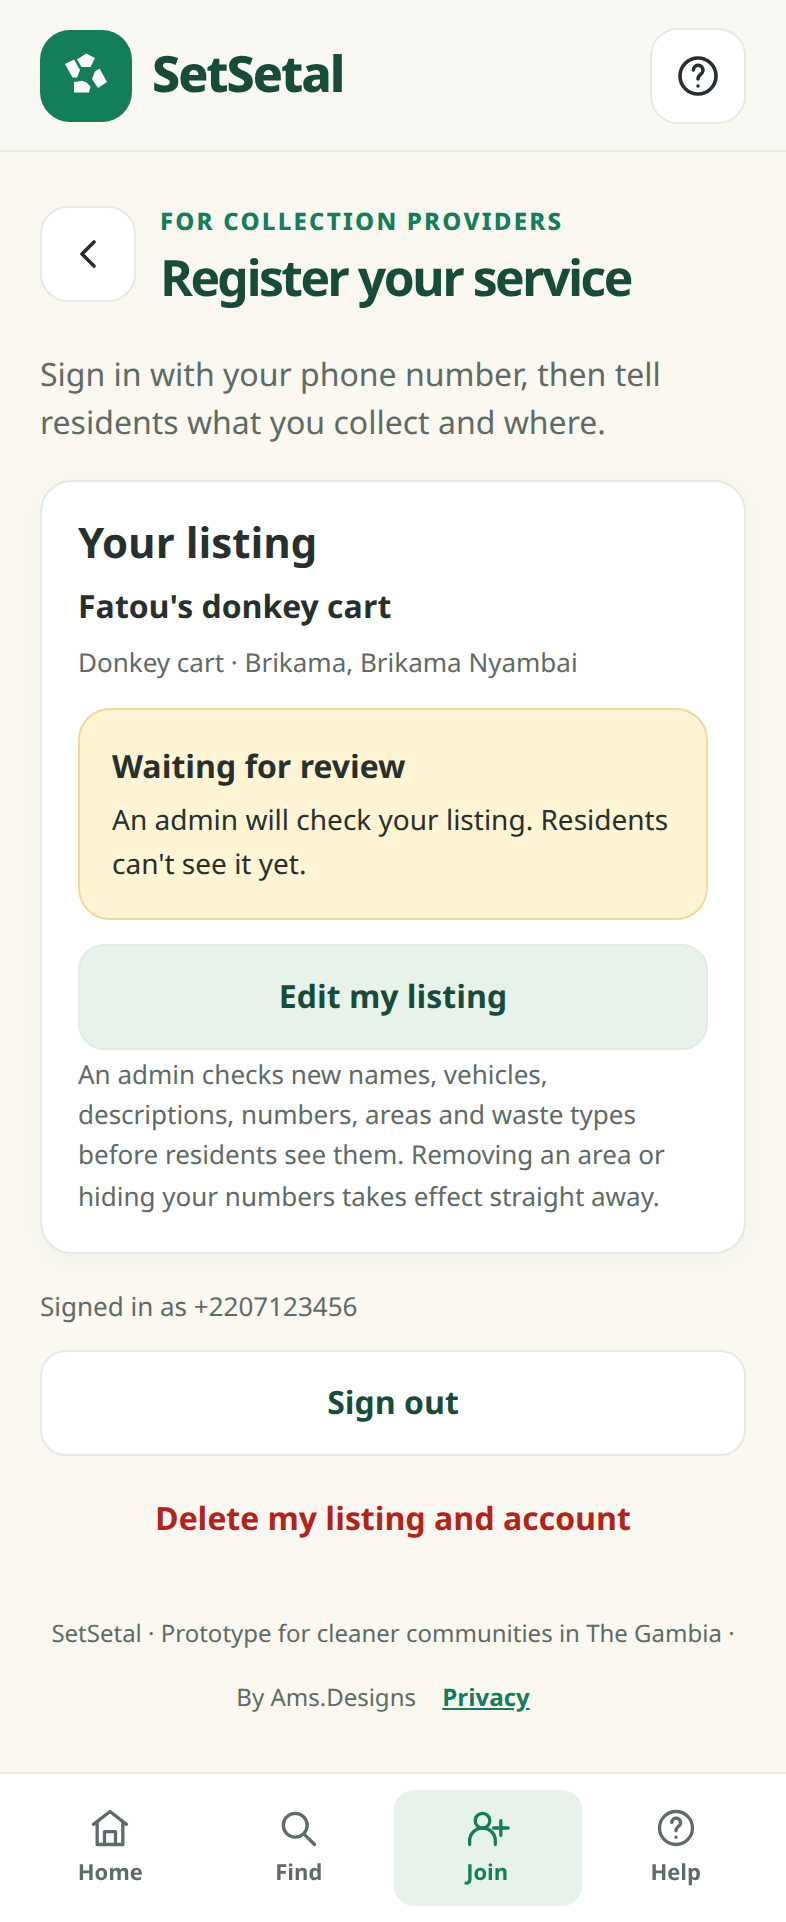 SetSetal
FOR COLLECTION PROVIDERS
Register your service
Sign in with your phone number, then tell
residents what you collect and where.
Your listing
Fatou's donkey cart
Donkey cart · Brikama, Brikama Nyambai
Waiting for review
An admin will check your listing. Residents
can't see it yet.
Edit my listing
An admin checks new names, vehicles,
descriptions, numbers, areas and waste types
before residents see them. Removing an area or
hiding your numbers takes effect straight away.
Signed in as +2207123456
Sign out
Delete my listing and account
SetSetal · Prototype for cleaner communities in The Gambia ·
By Ams.Designs Privacy
Home Find Join Help